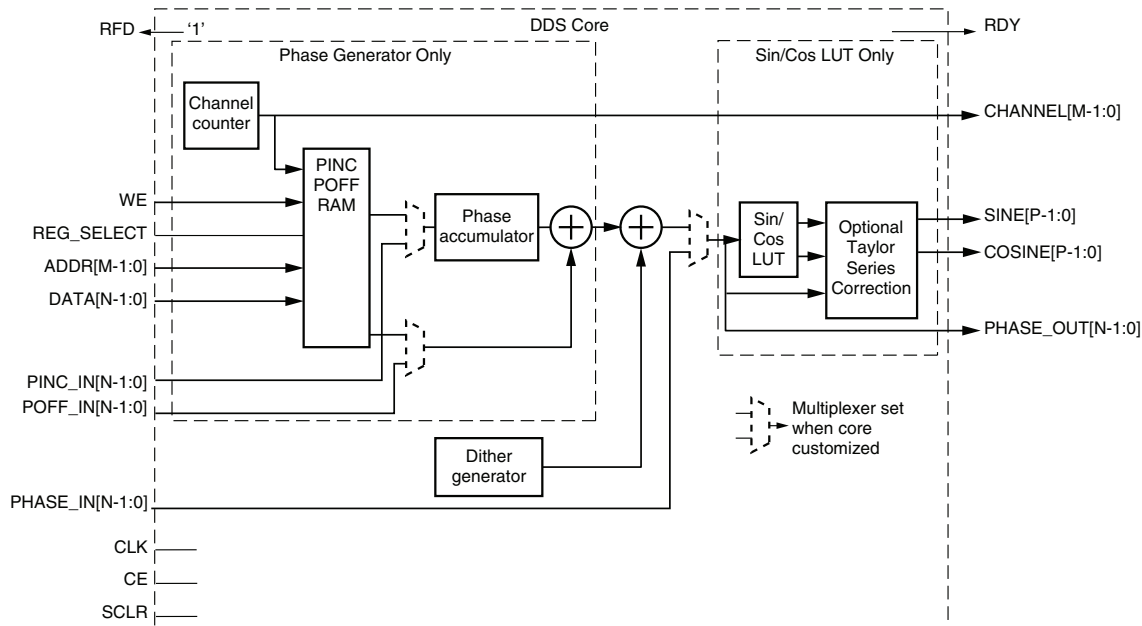 DDS Core
RFD
'1'
RDY
Phase Generator Only
Sin/Cos LUT Only
Channel
counter
CHANNEL[M-1:0]
PINC
POFF
RAM
WE
REG_SELECT
ADDR[M-1:0]
DATA[N-1:0]
Phase
accumulator
Sin/
Cos
LUT
Optional
Taylor
Series
Correction
SINE[P-1:0]
COSINE[P-1:0]
PHASE_OUT[N-1:0]
PINC_IN[N-1:0]
POFF_IN[N-1:0]
Multiplexer set
when core
customized
Dither
generator
PHASE_IN[N-1:0]
CLK
CE
SCLR